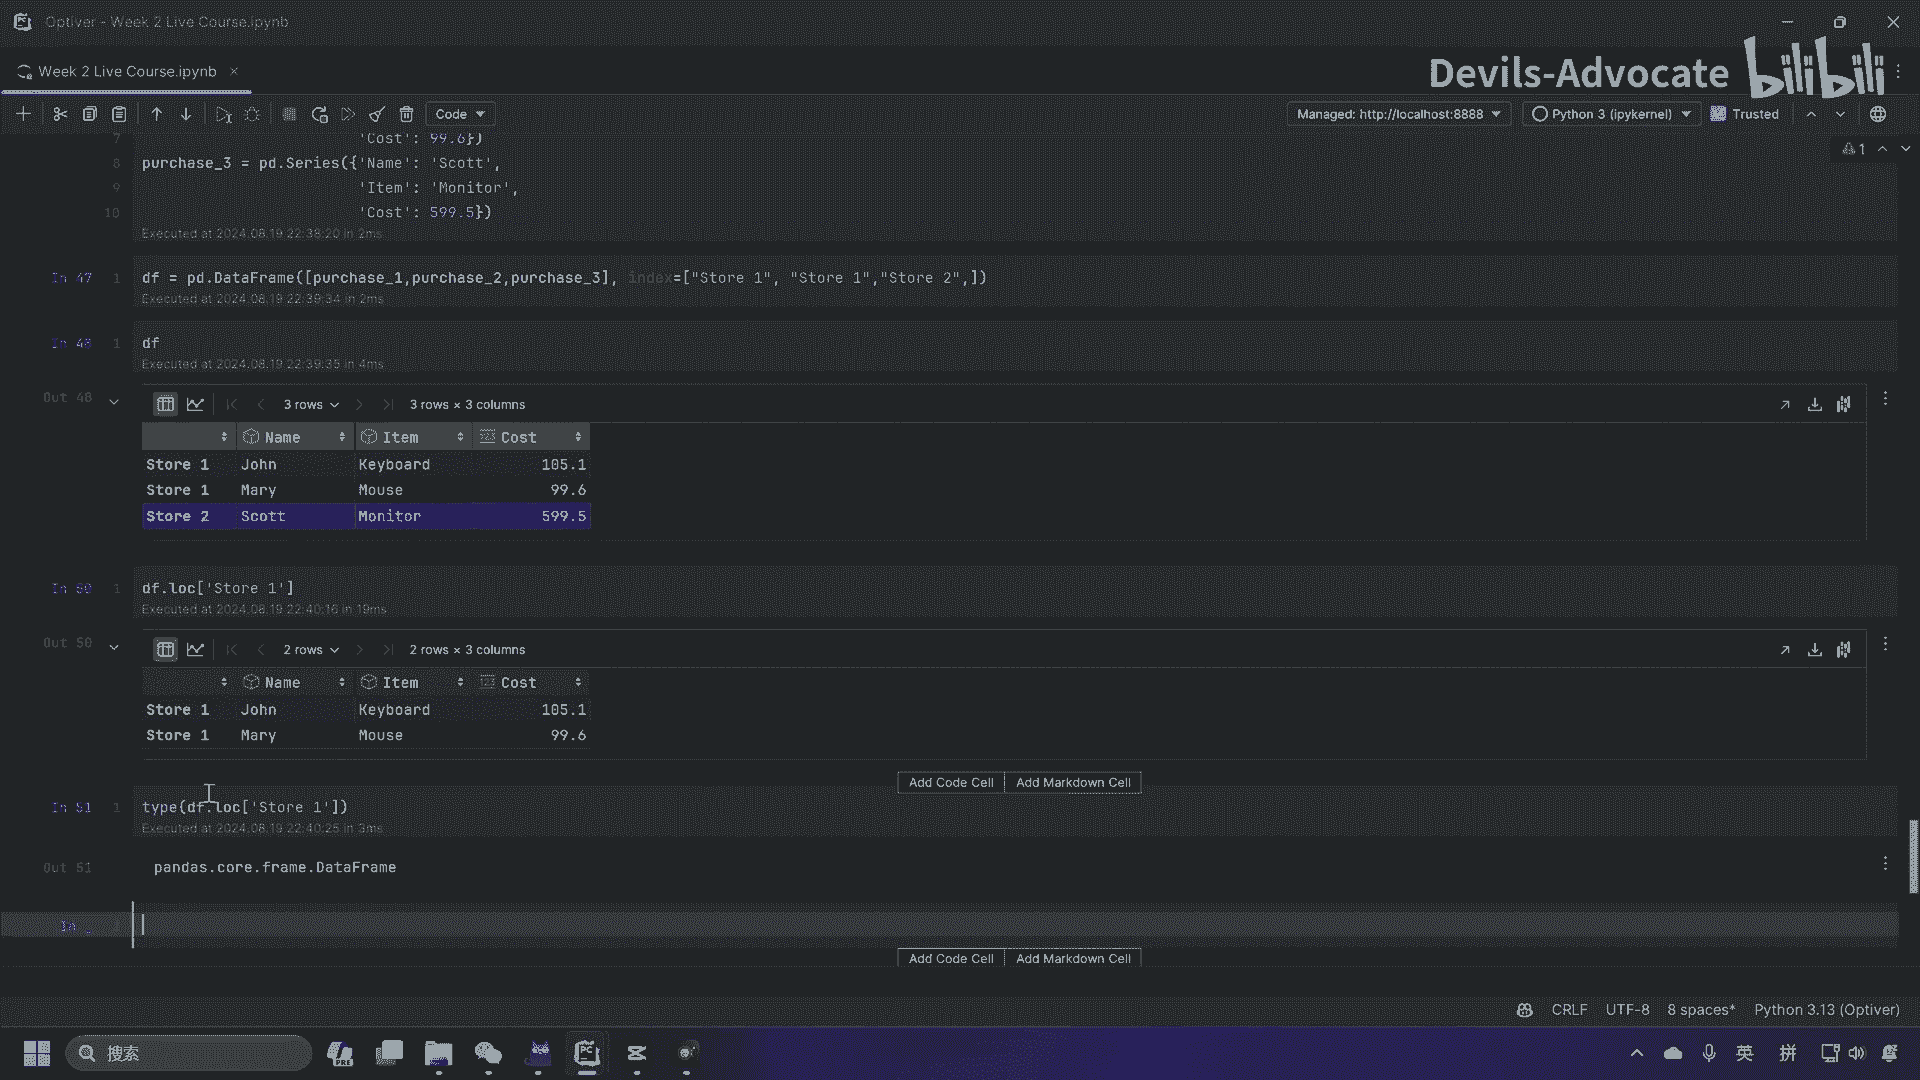 Optiver - Week 2 Live Course.ipynb
Week 2 Live Course.ipynb
Devils-Advocate bilibili
Code
Managed: http://localhost:8888
Python 3 (ipykernel)
Trusted
1
7 'Cost': 99.6})
8 purchase_3 = pd.Series({'Name': 'Scott',
9 'Item': 'Monitor',
10 'Cost': 599.5})
Executed at 2024.08.19 22:38:20 in 2ms
In 47 1 df = pd.DataFrame([purchase_1,purchase_2,purchase_3], index=["Store 1", "Store 1","Store 2",])
Executed at 2024.08.19 22:39:34 in 2ms
In 48 1 df
Executed at 2024.08.19 22:39:35 in 4ms
Out 48 3 rows 3 rows × 3 columns
Name Item Cost
Store 1 John Keyboard 105.1
Store 1 Mary Mouse 99.6
Store 2 Scott Monitor 599.5
In 50 1 df.loc['Store 1']
Executed at 2024.08.19 22:40:16 in 19ms
Out 50 2 rows 2 rows × 3 columns
Name Item Cost
Store 1 John Keyboard 105.1
Store 1 Mary Mouse 99.6
Add Code Cell Add Markdown Cell
In 51 1 type(df.loc['Store 1'])
Executed at 2024.08.19 22:40:25 in 3ms
Out 51 pandas.core.frame.DataFrame
In _ 1
Add Code Cell Add Markdown Cell
CRLF UTF-8 8 spaces* Python 3.13 (Optiver)
搜索
英 拼